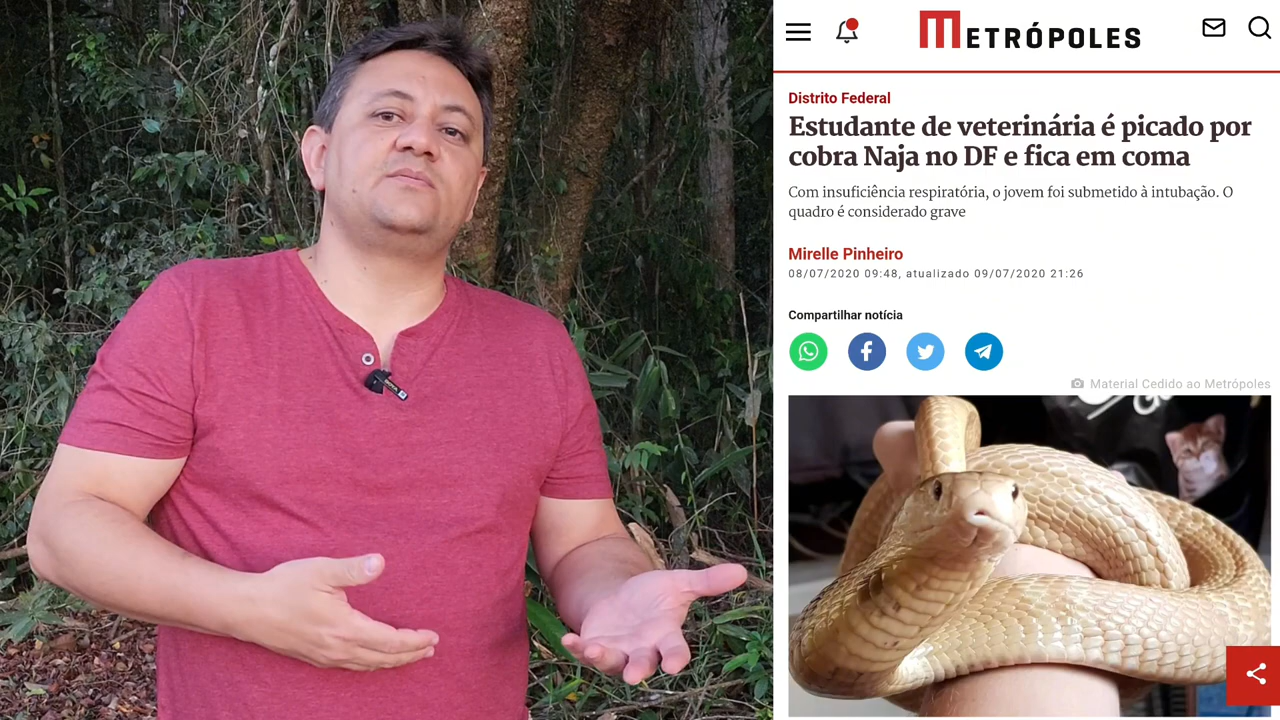 METRÓPOLES
Distrito Federal
Estudante de veterinária é picado por
cobra Naja no DF e fica em coma
Com insuficiência respiratória, o jovem foi submetido à intubação. O
quadro é considerado grave
Mirelle Pinheiro
08/07/2020 09:48, atualizado 09/07/2020 21:26
Compartilhar notícia
Material Cedido ao Metrópoles